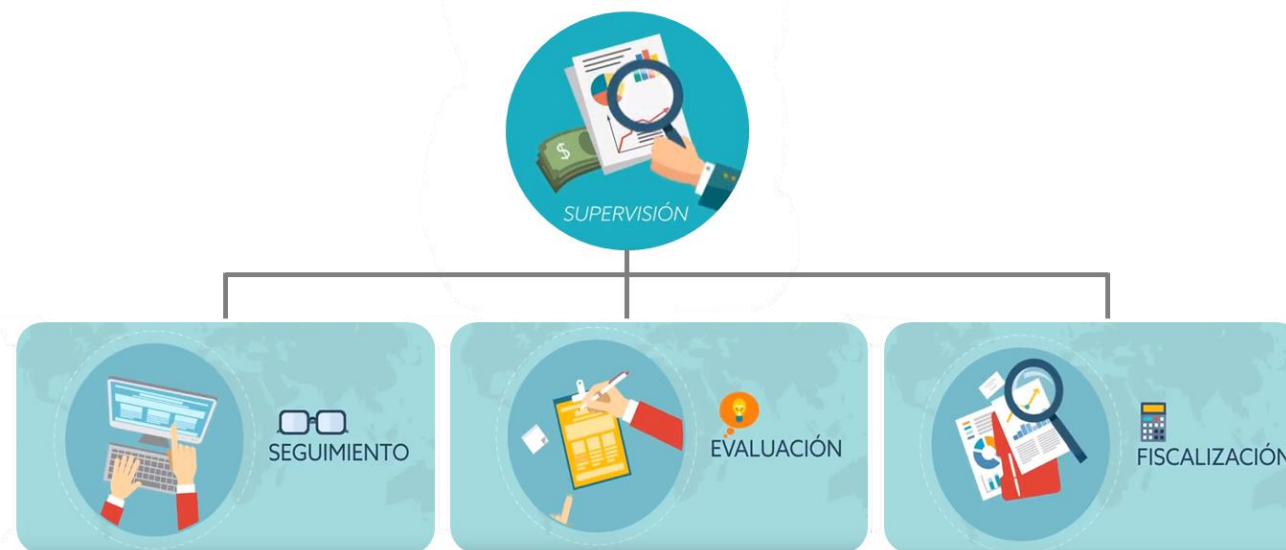 $
SUPERVISIÓN
SEGUIMIENTO
EVALUACIÓN
FISCALIZACIÓN